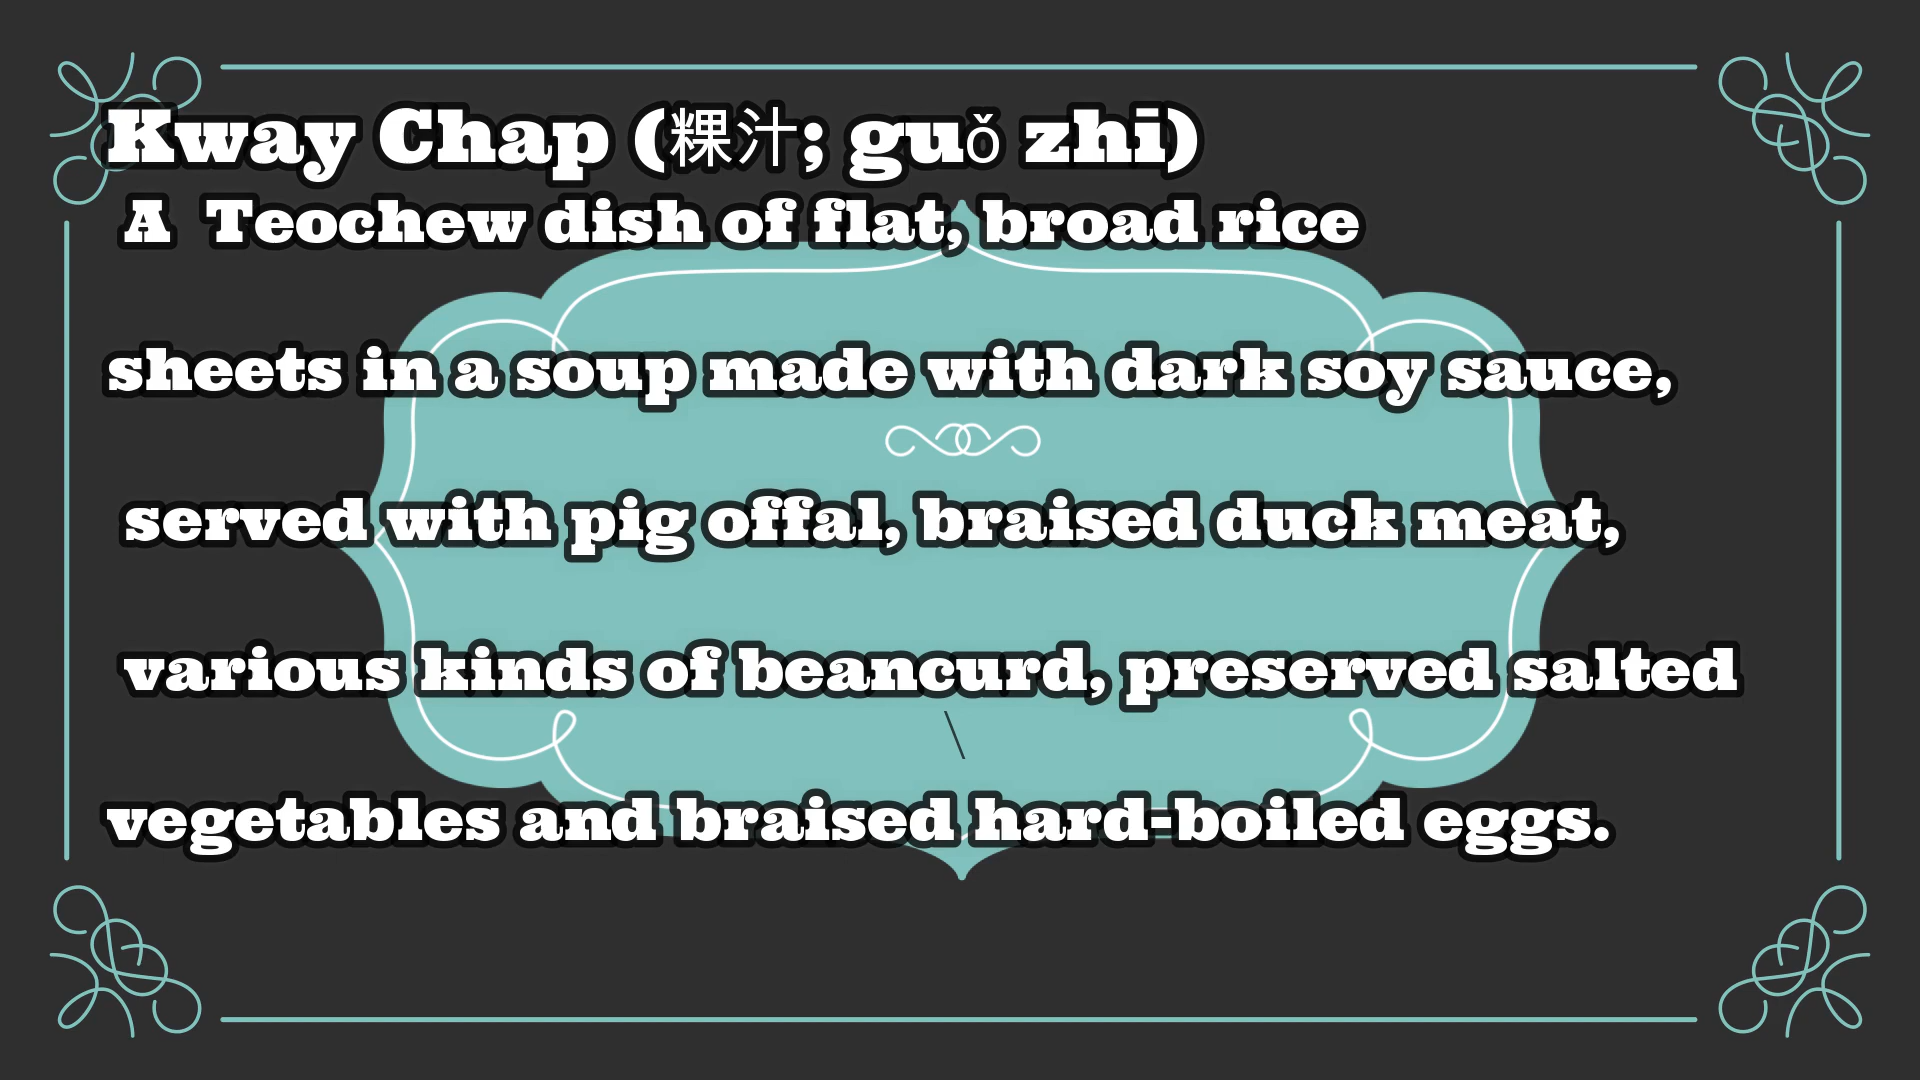 Kway Chap (粿汁; guǒ zhi)
A Teochew dish of flat, broad rice
sheets in a soup made with dark soy sauce,
served with pig offal, braised duck meat,
various kinds of beancurd, preserved salted
\
vegetables and braised hard-boiled eggs.